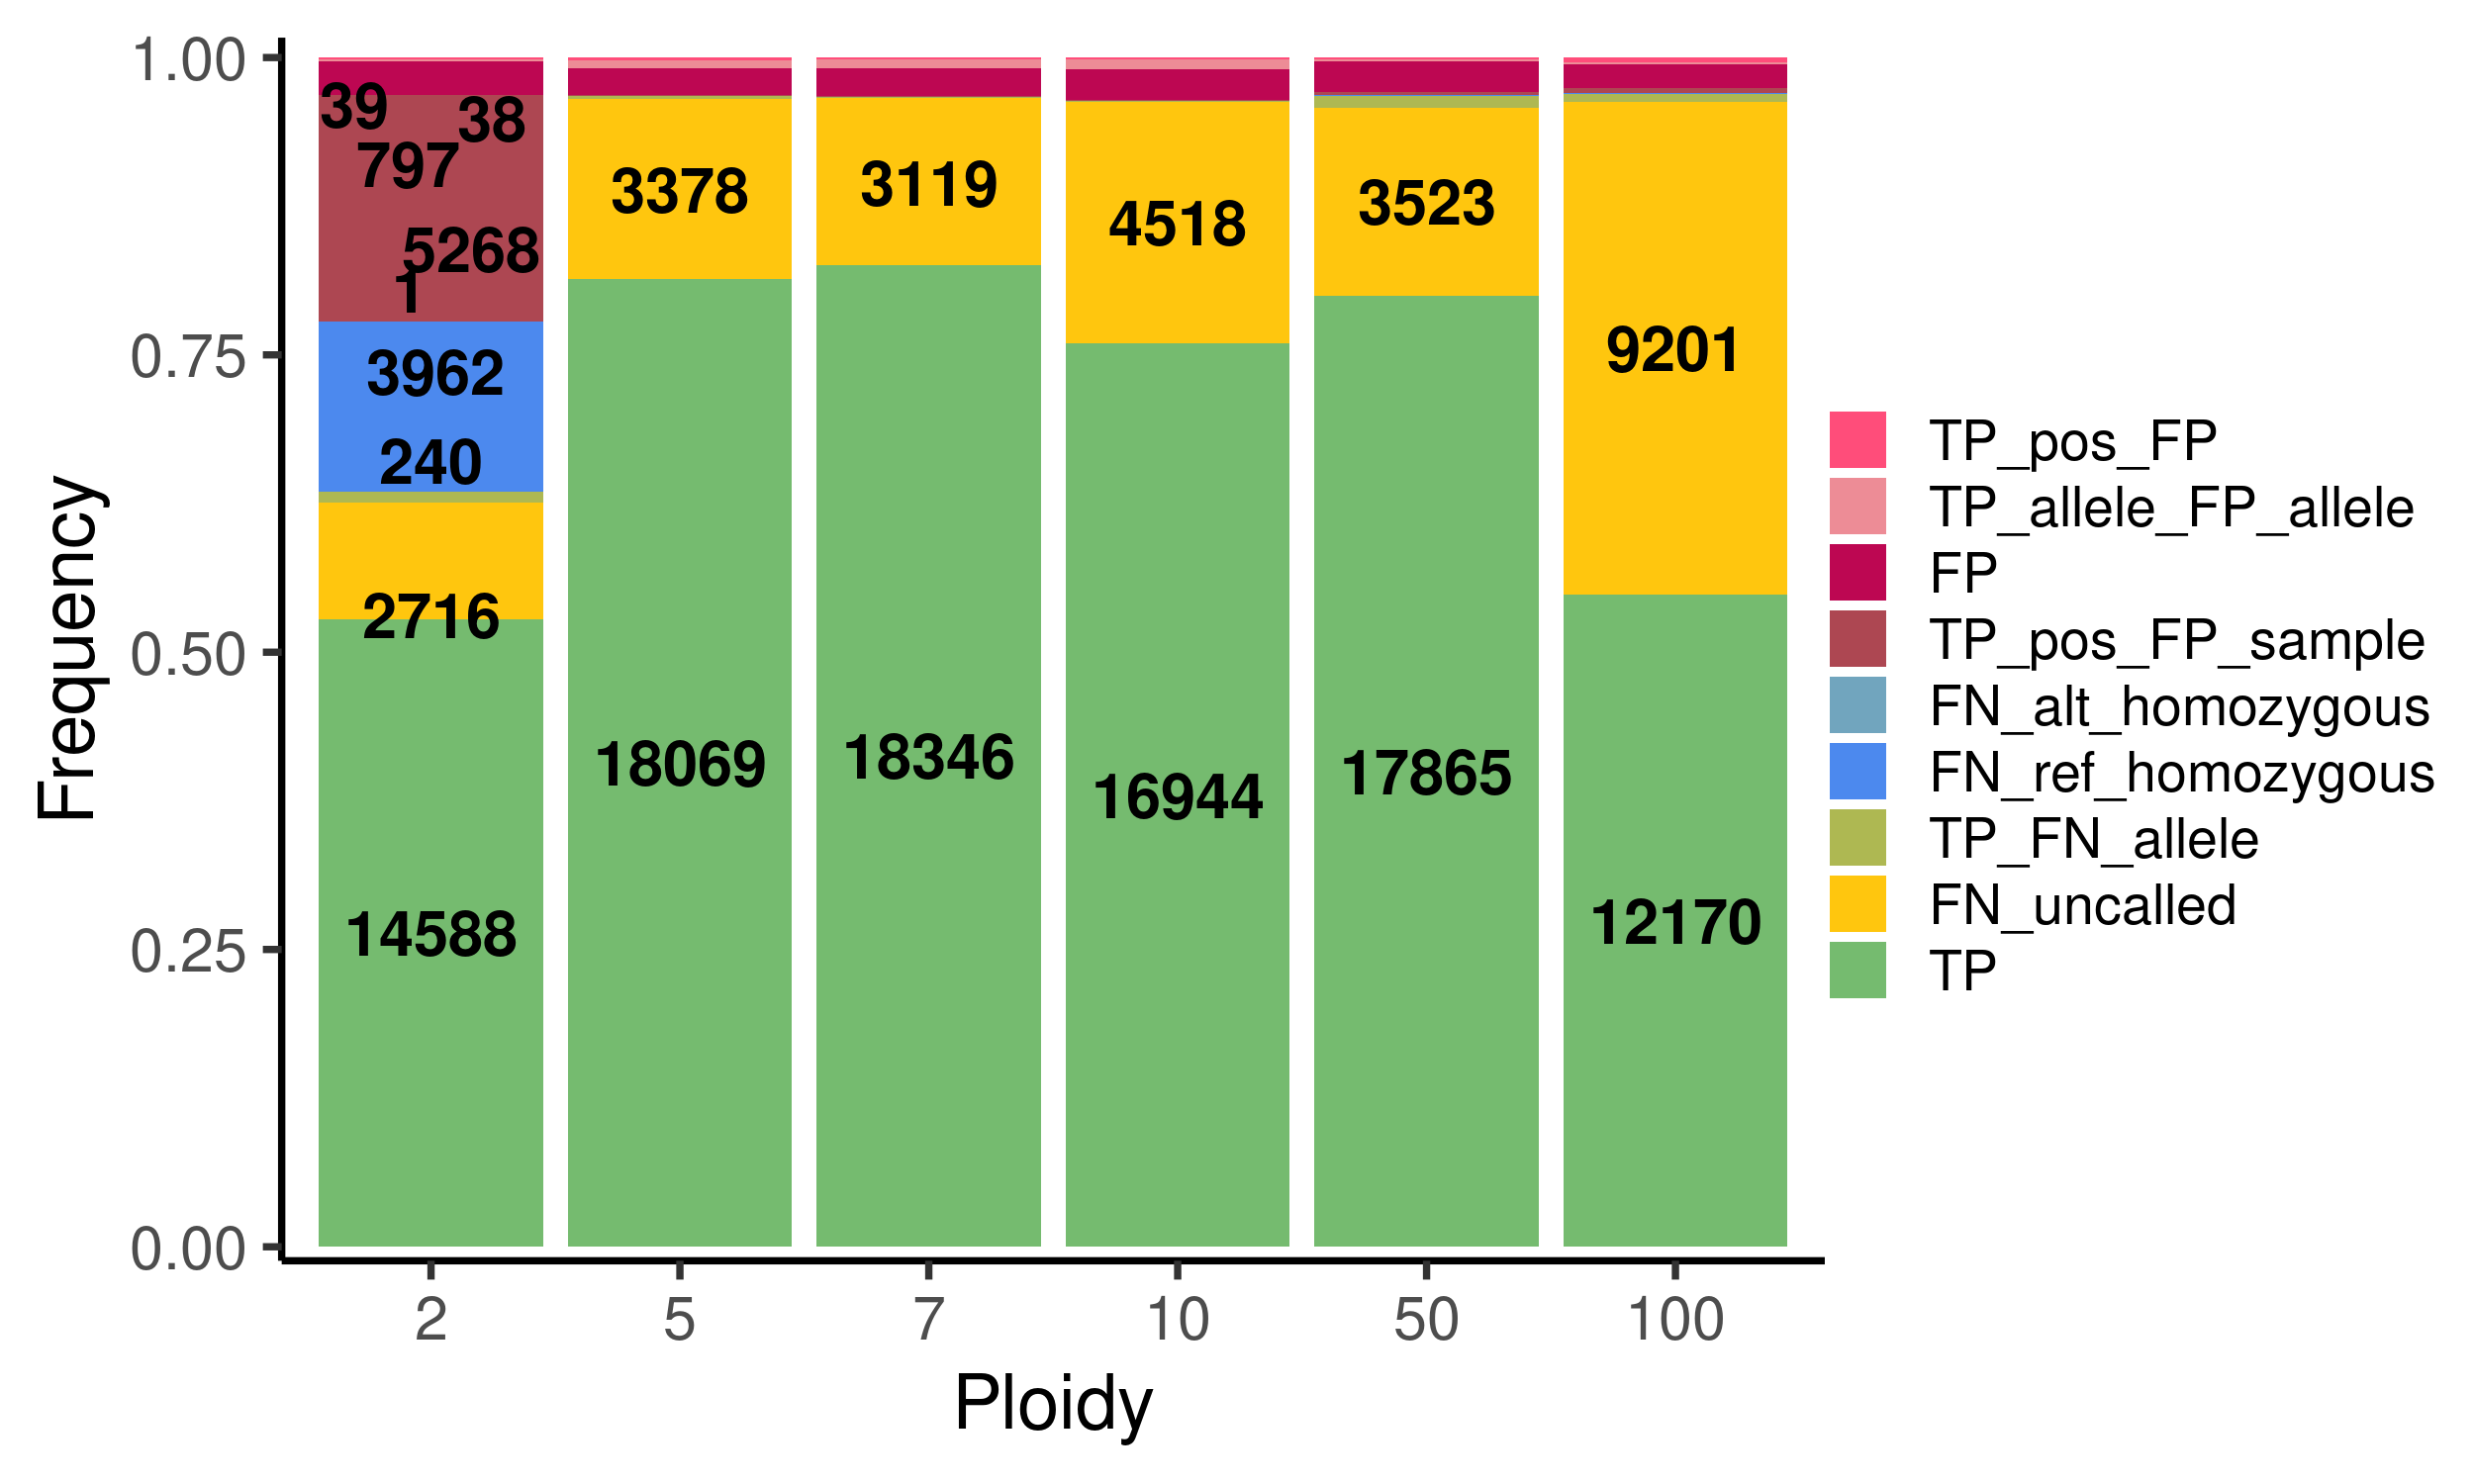 1.00
0.75
0.50
0.25
0.00
Frequency
39
38
797
5268
1
3962
240
2716
14588
3378
18069
3119
18346
4518
16944
3523
17865
9201
12170
2 5 7 10 50 100
Ploidy
TP_pos_FP
TP_allele_FP_allele
FP
TP_pos_FP_sample
FN_alt_homozygous
FN_ref_homozygous
TP_FN_allele
FN_uncalled
TP